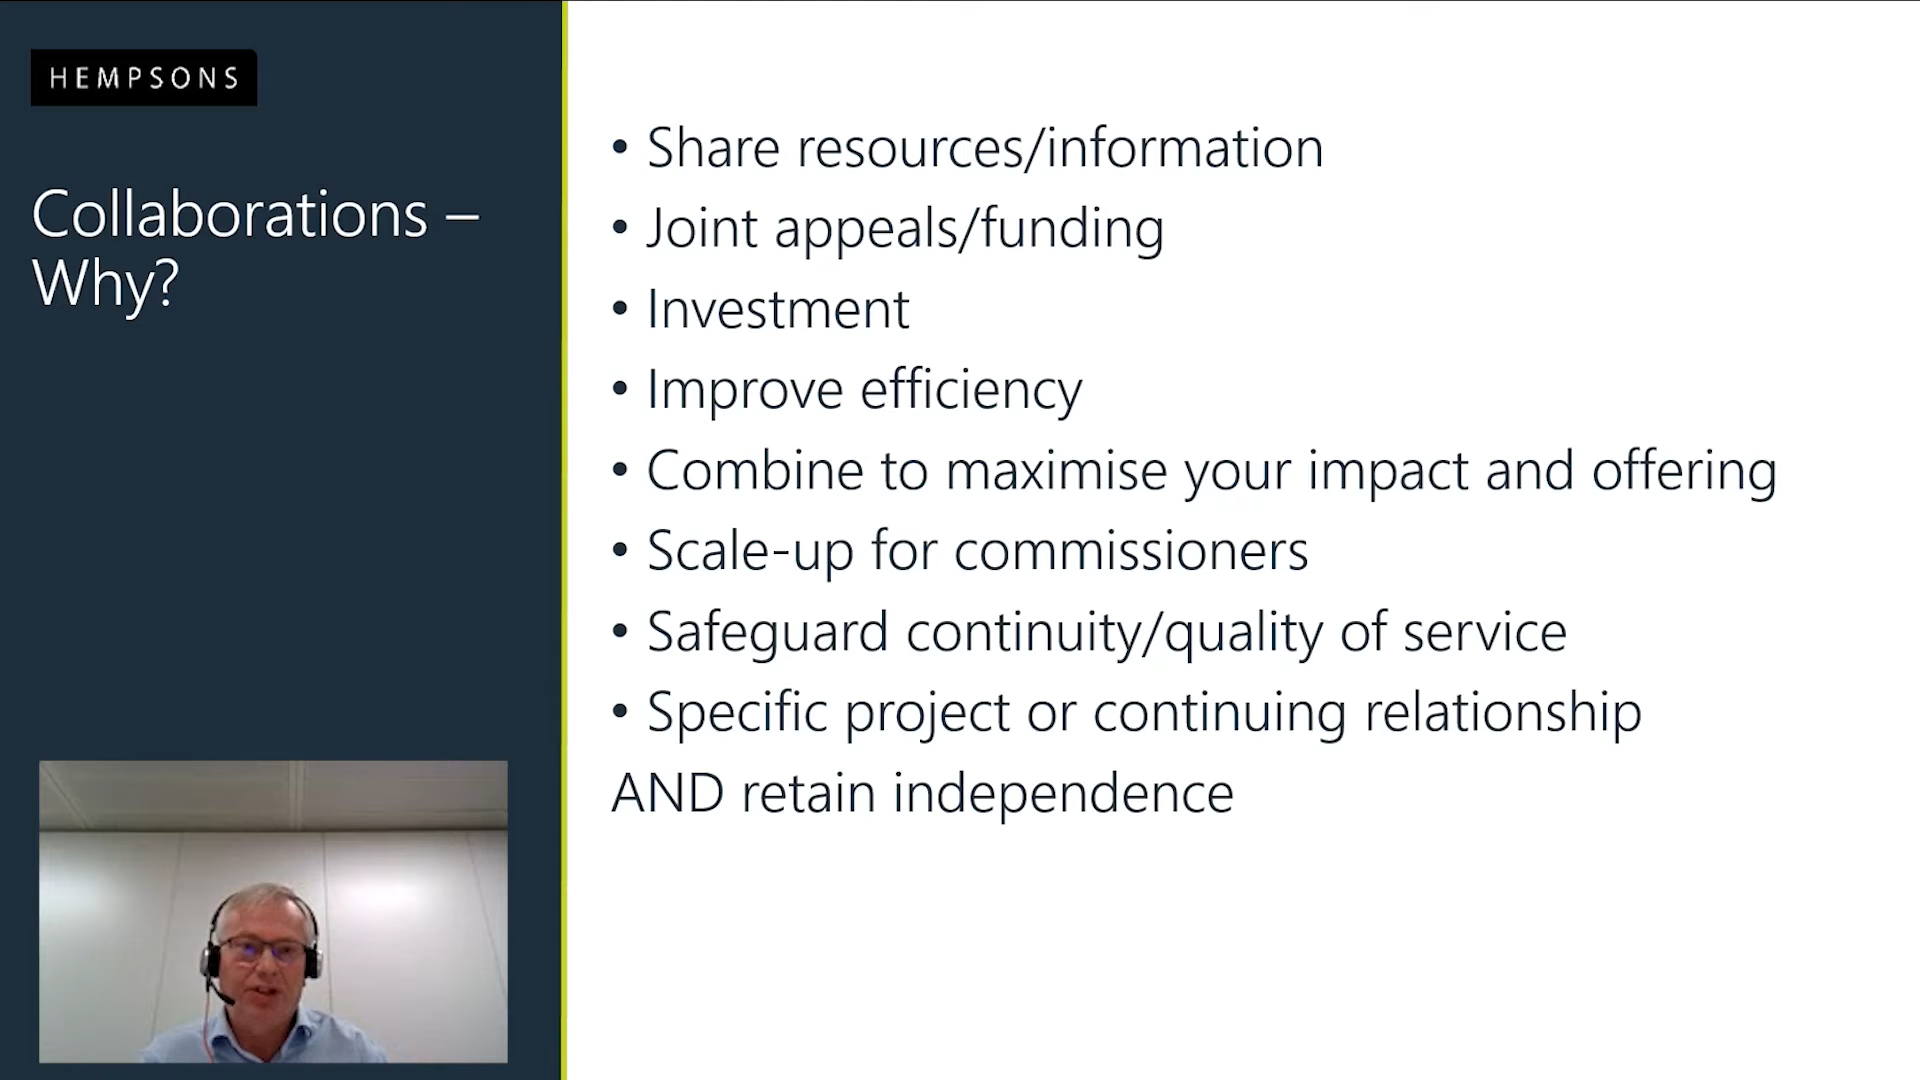 HEMPSONS
Collaborations –
Why?
• Share resources/information
• Joint appeals/funding
• Investment
• Improve efficiency
• Combine to maximise your impact and offering
• Scale-up for commissioners
• Safeguard continuity/quality of service
• Specific project or continuing relationship
AND retain independence